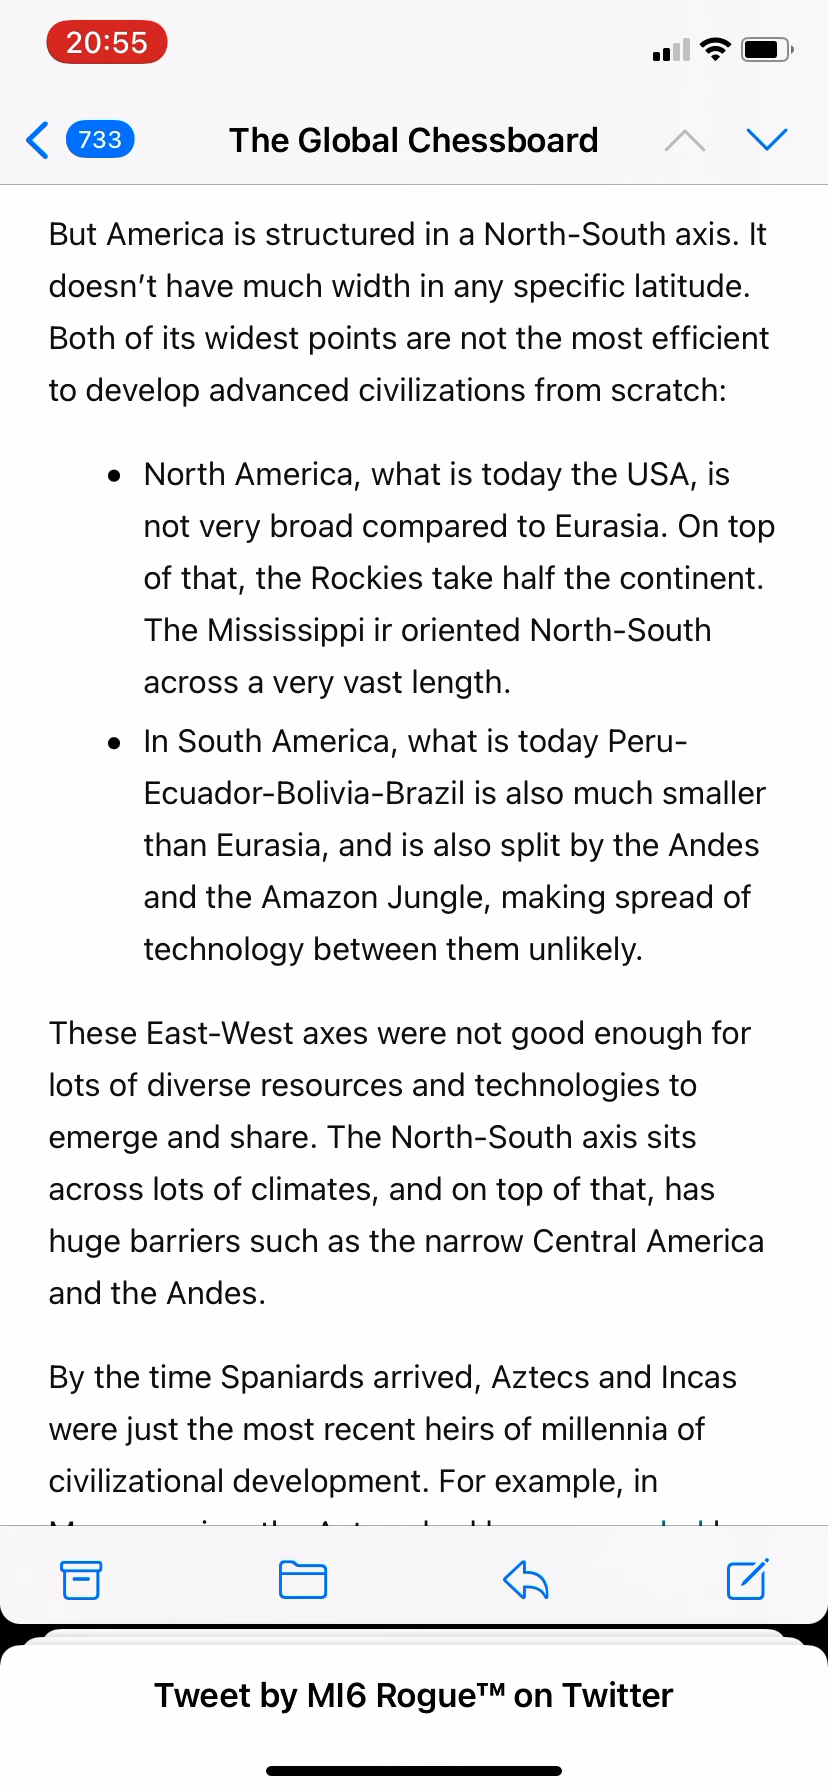 20:55
733
The Global Chessboard
But America is structured in a North-South axis. It
doesn’t have much width in any specific latitude.
Both of its widest points are not the most efficient
to develop advanced civilizations from scratch:
• North America, what is today the USA, is
not very broad compared to Eurasia. On top
of that, the Rockies take half the continent.
The Mississippi ir oriented North-South
across a very vast length.
• In South America, what is today Peru-
Ecuador-Bolivia-Brazil is also much smaller
than Eurasia, and is also split by the Andes
and the Amazon Jungle, making spread of
technology between them unlikely.
These East-West axes were not good enough for
lots of diverse resources and technologies to
emerge and share. The North-South axis sits
across lots of climates, and on top of that, has
huge barriers such as the narrow Central America
and the Andes.
By the time Spaniards arrived, Aztecs and Incas
were just the most recent heirs of millennia of
civilizational development. For example, in
Tweet by MI6 Rogue™ on Twitter